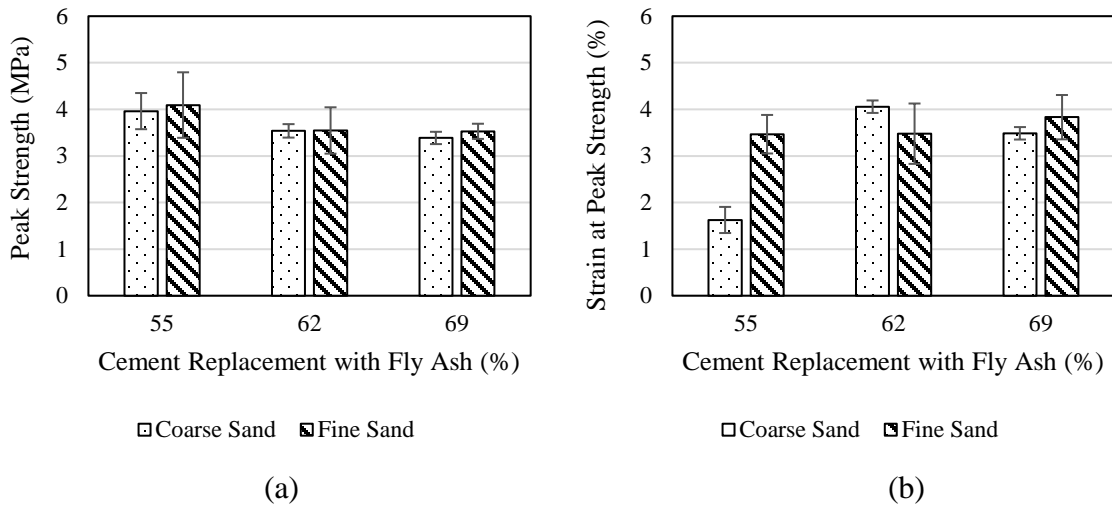 Peak Strength (MPa)
6
5
4
3
2
1
0
55 62 69
Cement Replacement with Fly Ash (%)
Coarse Sand Fine Sand
(a)
Strain at Peak Strength (%)
6
5
4
3
2
1
0
55 62 69
Cement Replacement with Fly Ash (%)
Coarse Sand Fine Sand
(b)